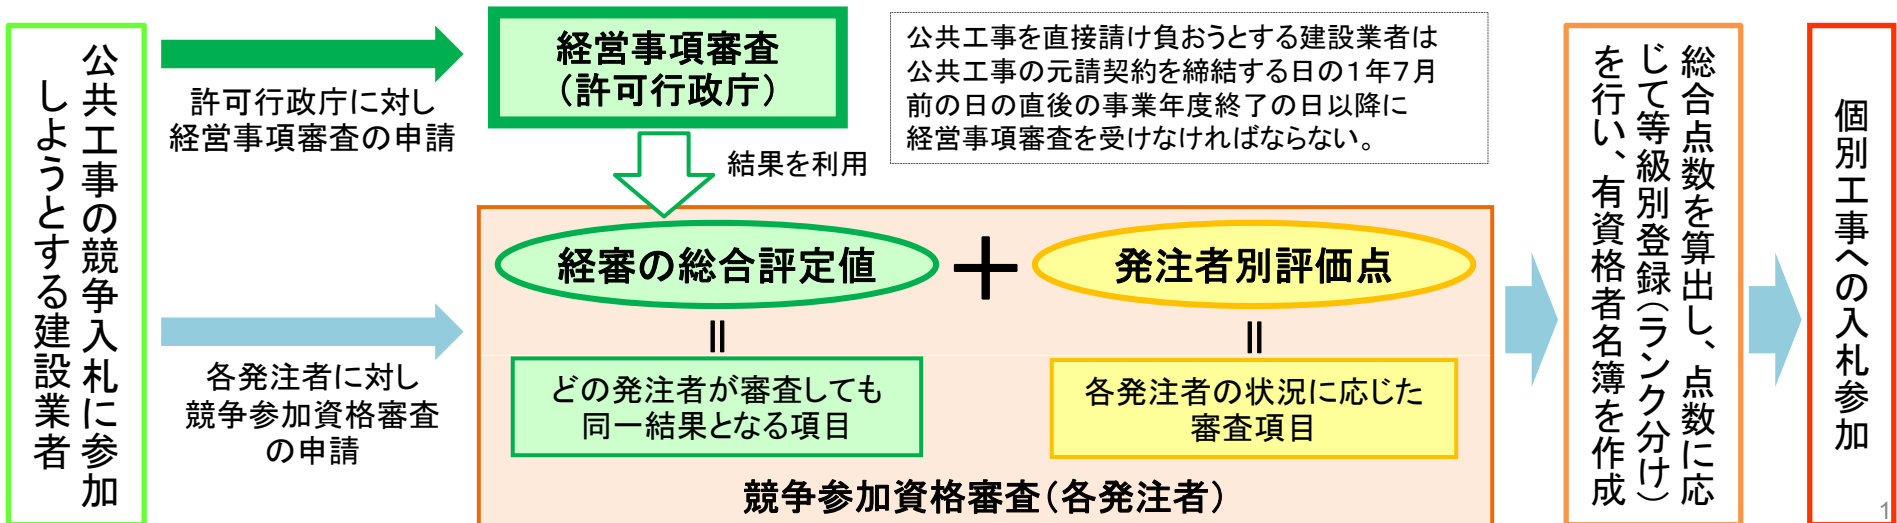 公共工事の競争入札に参加
しようとする建設業者
許可行政庁に対し
経営事項審査の申請
各発注者に対し
競争参加資格審査
の申請
経営事項審査
(許可行政庁)
結果を利用
公共工事を直接請け負おうとする建設業者は
公共工事の元請契約を締結する日の1年7月
前の日の直後の事業年度終了の日以降に
経営事項審査を受けなければならない。
経審の総合評定値
+
発注者別評価点
=
=
どの発注者が審査しても
同一結果となる項目
各発注者の状況に応じた
審査項目
競争参加資格審査(各発注者)
総合点数を算出し、点数に応
じて等級別登録(ランク分け)
を行い、有資格者名簿を作成
個別工事への入札参加
1